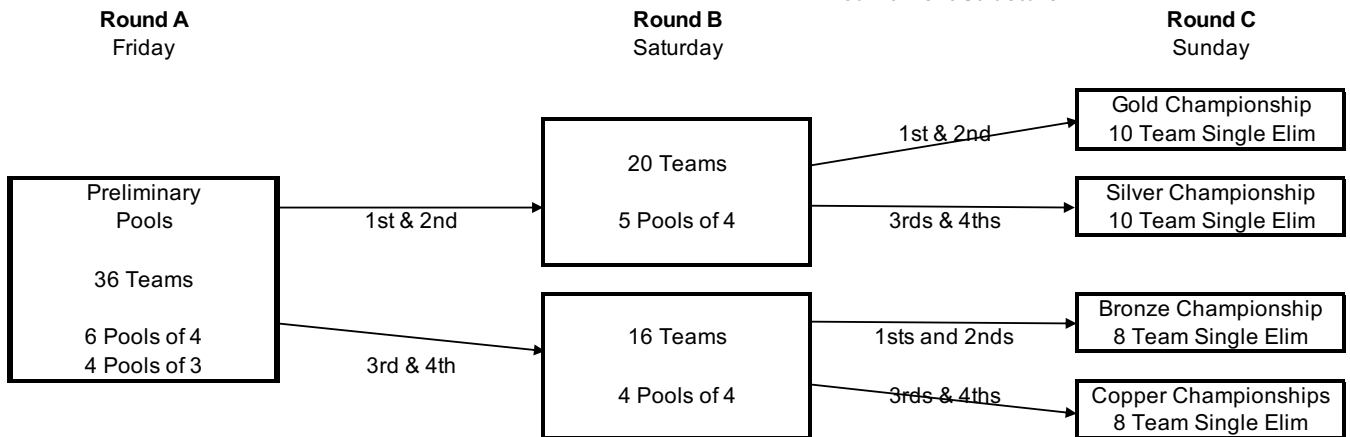 Round A
Friday
Round B
Saturday
Round C
Sunday
Preliminary
Pools
36 Teams
6 Pools of 4
4 Pools of 3
1st & 2nd
3rd & 4th
20 Teams
5 Pools of 4
16 Teams
4 Pools of 4
1st & 2nd
3rds & 4ths
1sts and 2nds
3rds & 4ths
Gold Championship
10 Team Single Elim
Silver Championship
10 Team Single Elim
Bronze Championship
8 Team Single Elim
Copper Championships
8 Team Single Elim